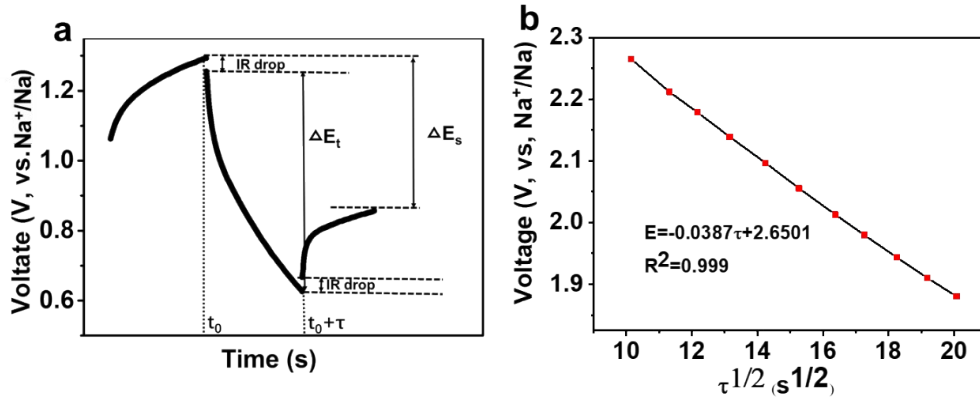 a
Voltate (V, vs.Na⁺/Na)
1.2
1.0
0.8
0.6
IR drop
△Eₜ
△Eₛ
IR drop
t₀
t₀+τ
Time (s)
b
Voltage (V, vs, Na⁺/Na)
2.3
2.2
2.1
2.0
1.9
E=-0.0387τ+2.6501
R²=0.999
10 12 14 16 18 20
τ1/2 (s1/2)